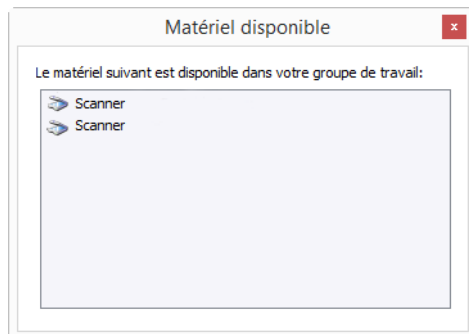 Matériel disponible
x
Le matériel suivant est disponible dans votre groupe de travail:
Scanner
Scanner